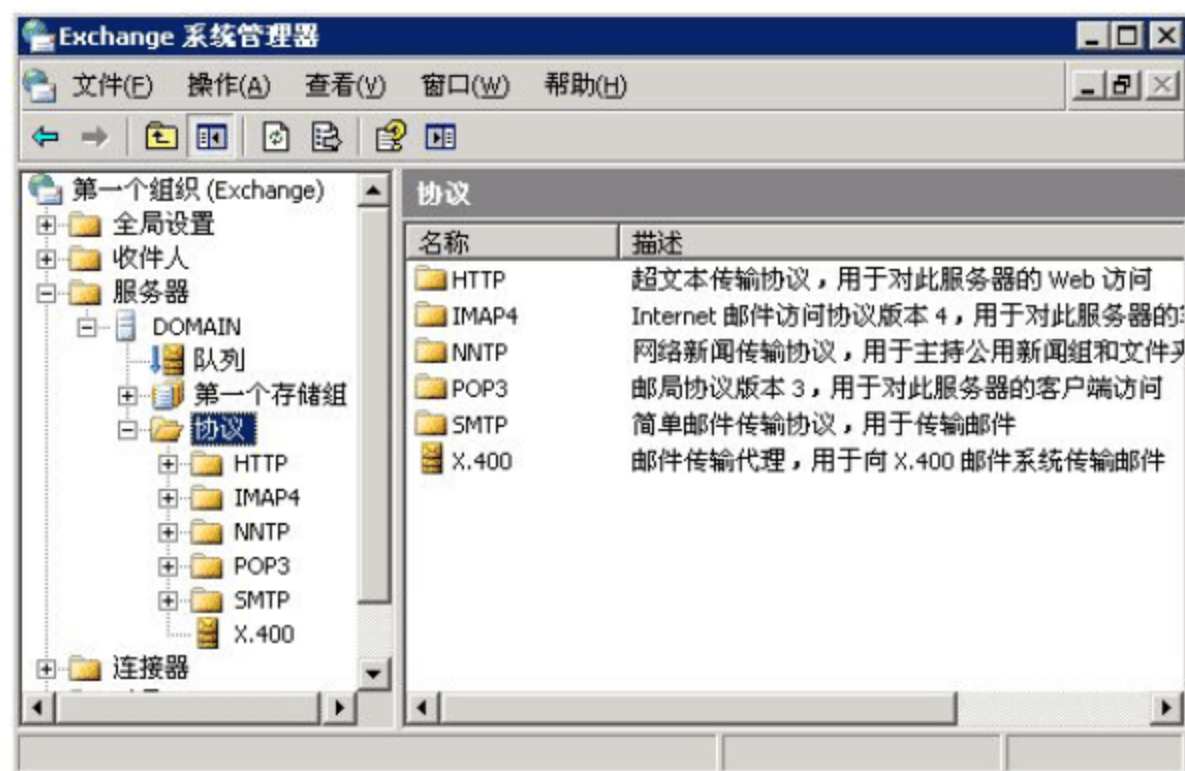 Exchange 系统管理器
文件(F) 操作(A) 查看(V) 窗口(W) 帮助(H)
第一个组织 (Exchange)
全局设置
收件人
服务器
DOMAIN
队列
第一个存储组
协议
HTTP
IMAP4
NNTP
POP3
SMTP
X.400
连接器
协议
名称 描述
HTTP 超文本传输协议，用于对此服务器的 Web 访问
IMAP4 Internet 邮件访问协议版本 4，用于对此服务器的
NNTP 网络新闻传输协议，用于主持公用新闻组和文件夹
POP3 邮局协议版本 3，用于对此服务器的客户端访问
SMTP 简单邮件传输协议，用于传输邮件
X.400 邮件传输代理，用于向 X.400 邮件系统传输邮件